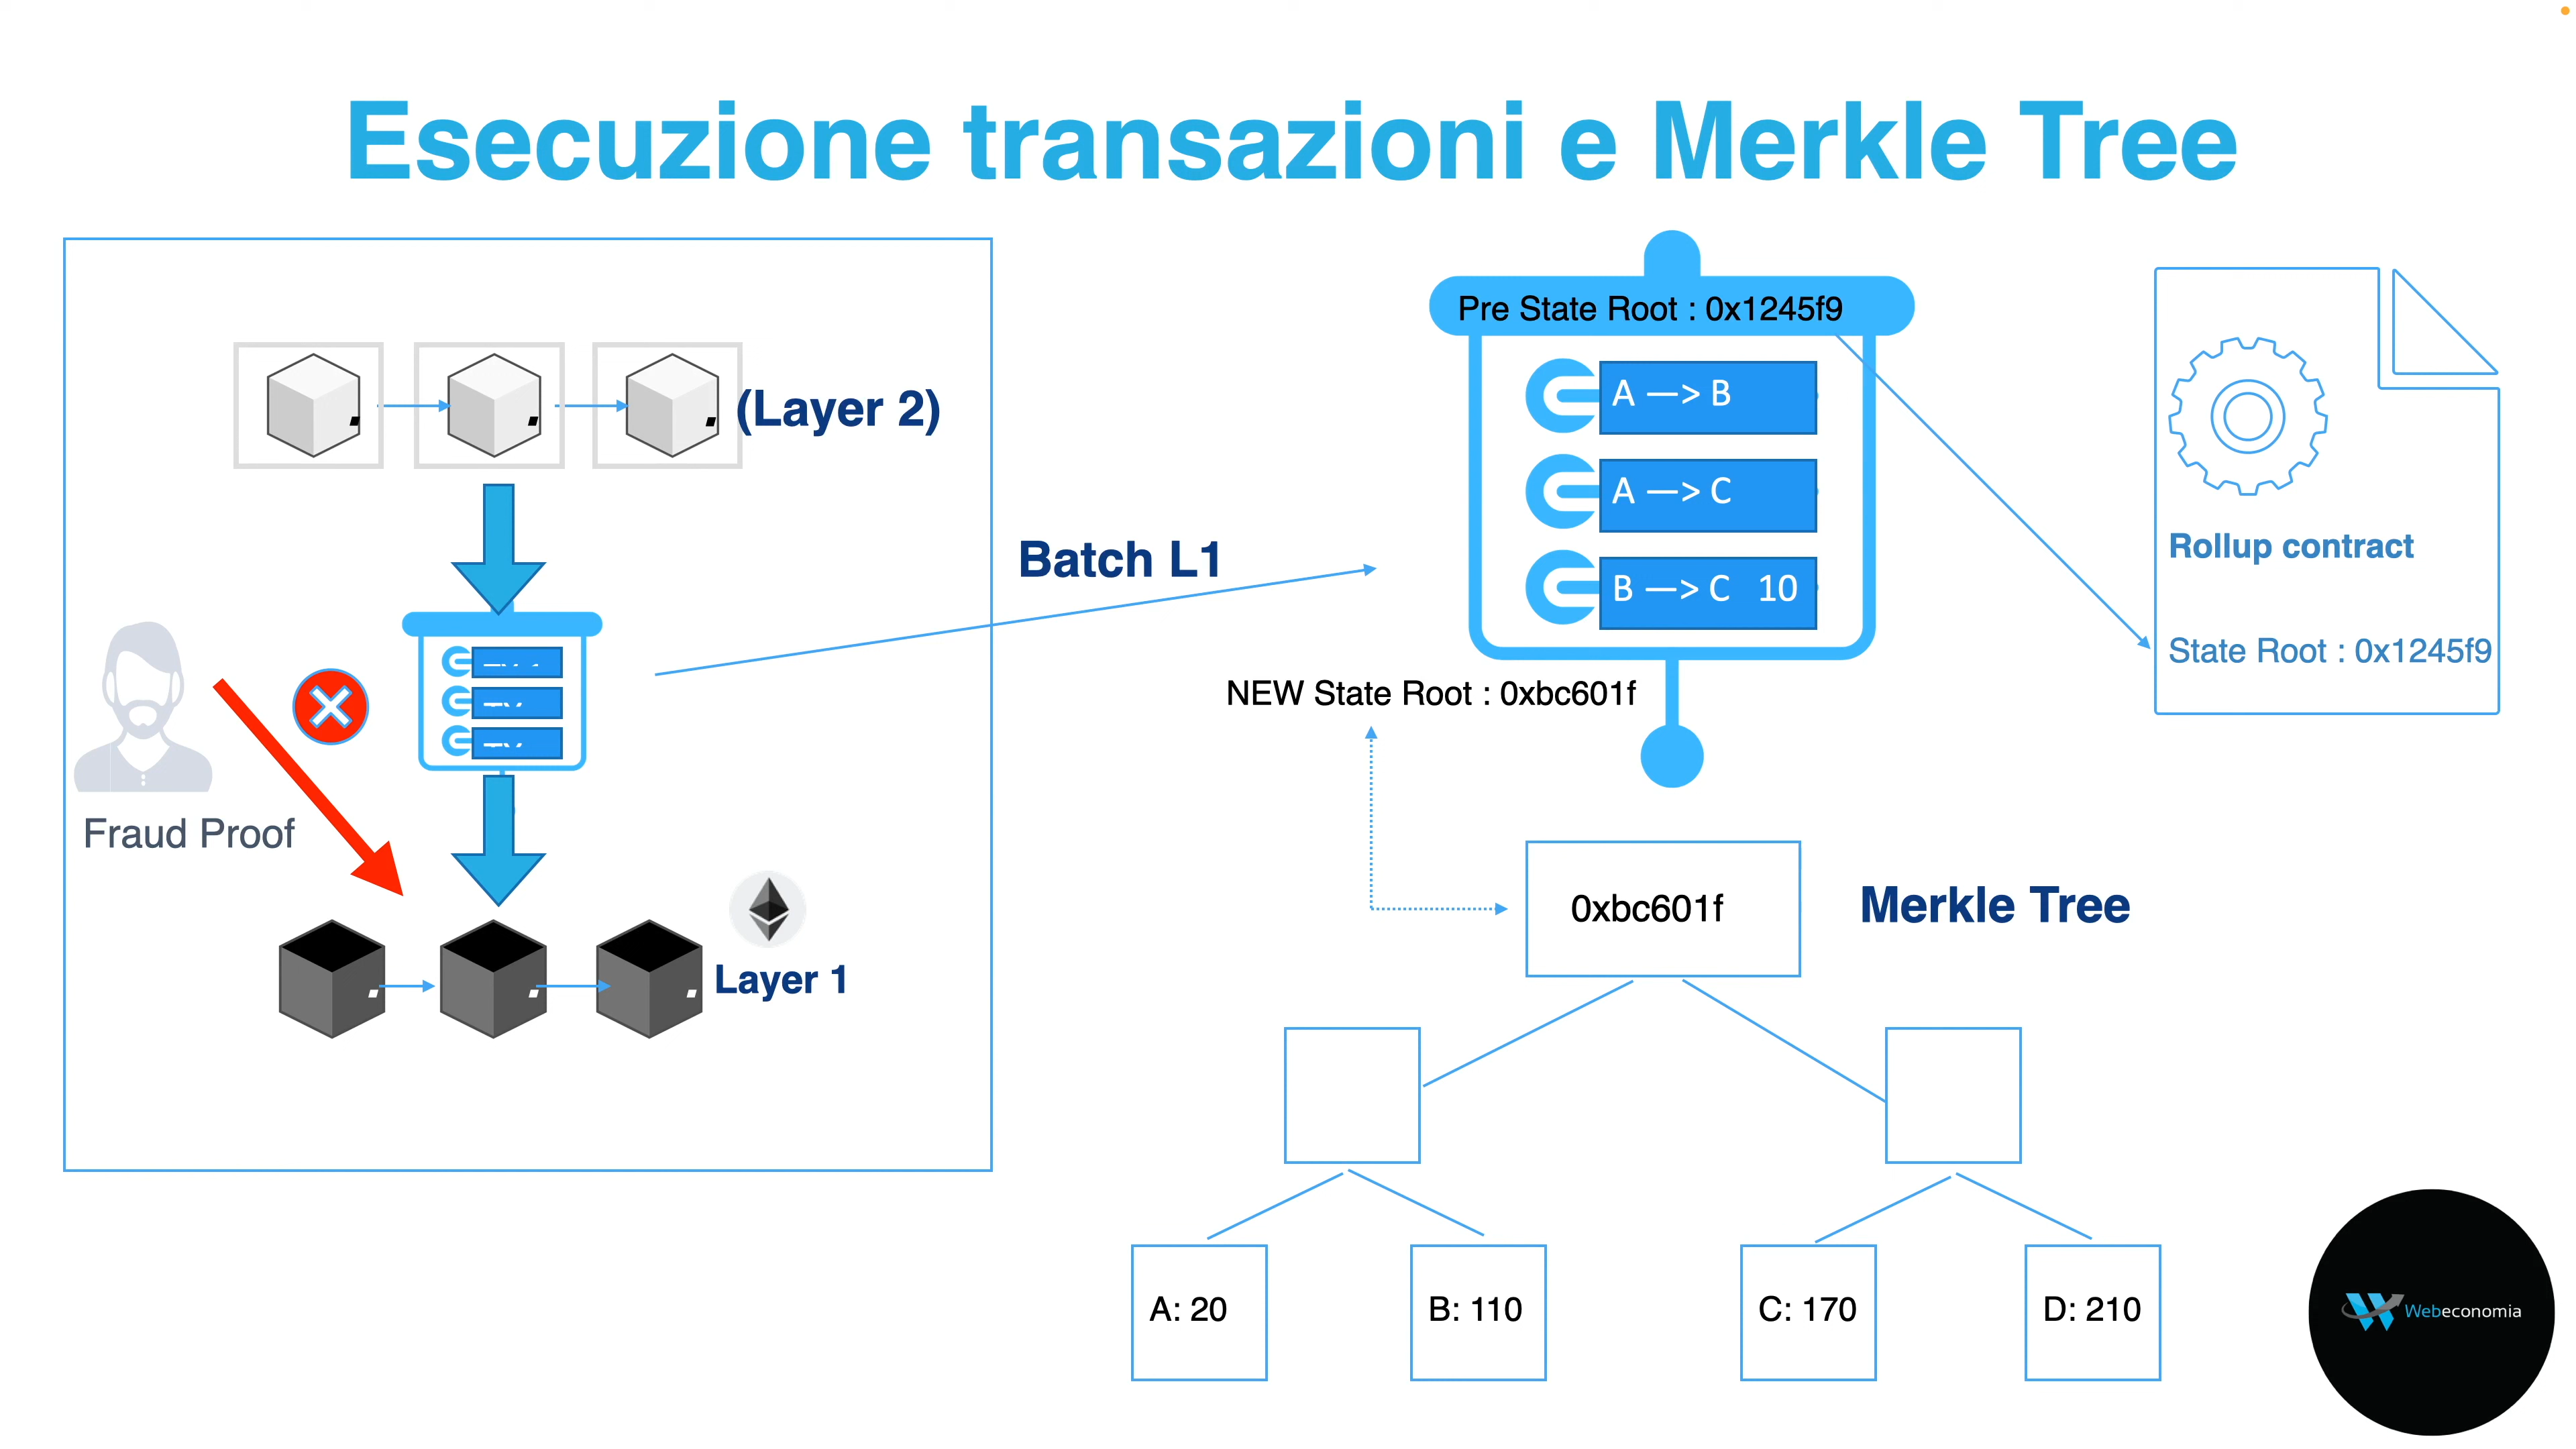 Esecuzione transazioni e Merkle Tree
(Layer 2)
Fraud Proof
Layer 1
Batch L1
Pre State Root : 0x1245f9
A —> B
A —> C
B —> C 10
NEW State Root : 0xbc601f
Rollup contract
State Root : 0x1245f9
0xbc601f
Merkle Tree
A: 20
B: 110
C: 170
D: 210
Webeconomia